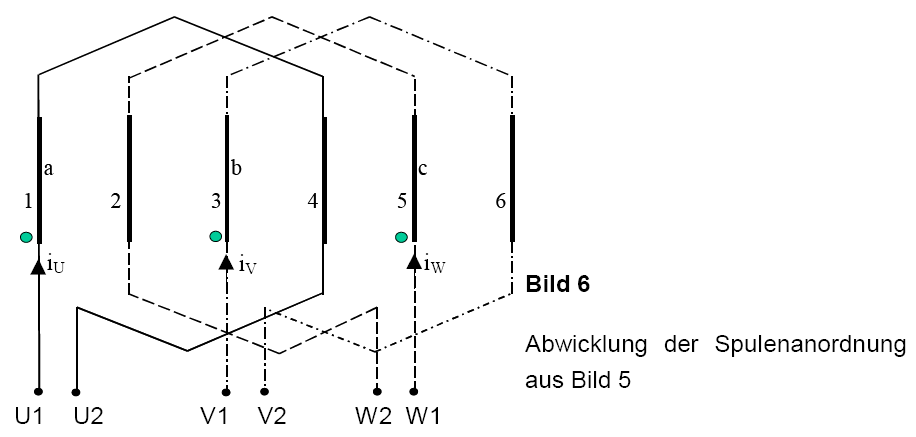 a b c
1 2 3 4 5 6
iU iV iW
Bild 6
Abwicklung der Spulenanordnung
aus Bild 5
U1 U2 V1 V2 W2 W1